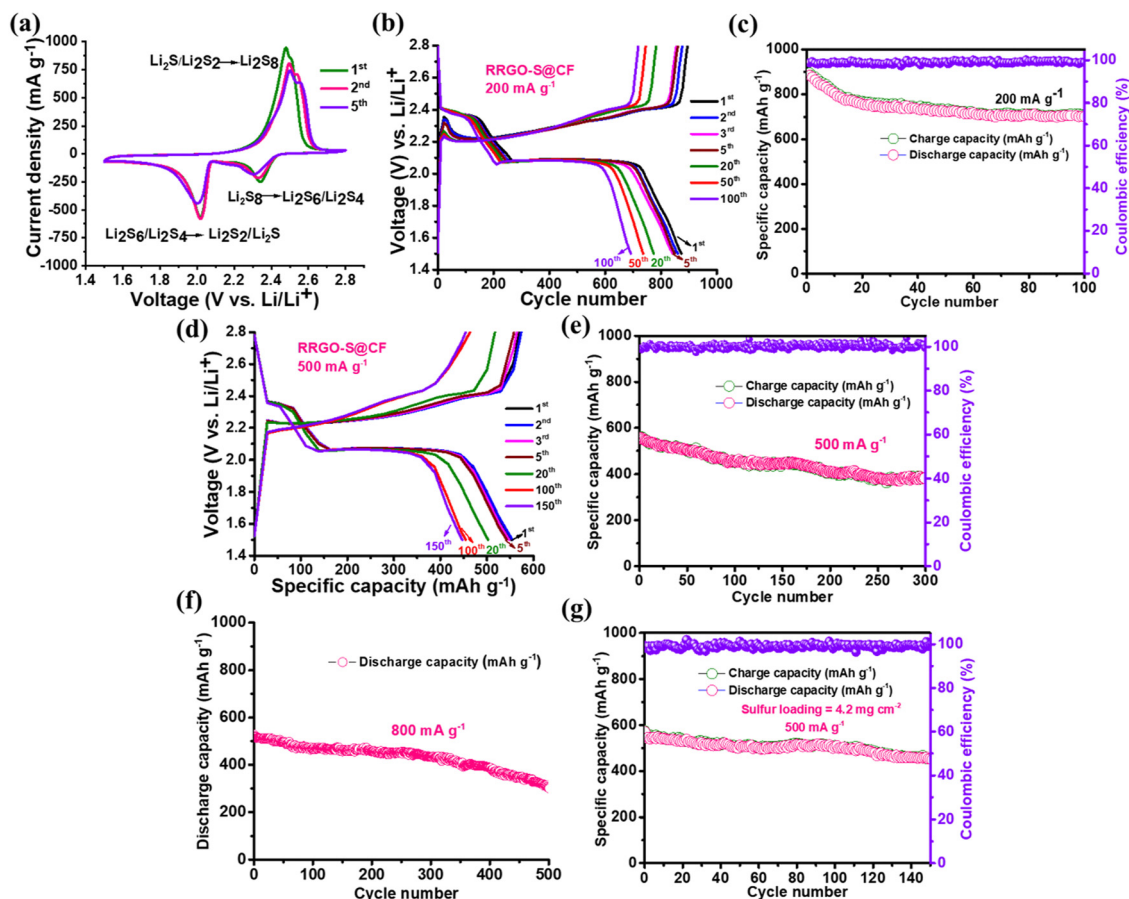 (a)
Current density (mA g⁻¹)
1000
750
500
250
0
-250
-500
-750
-1000
Li₂S/Li2S2 → Li2S8
1ˢᵗ
2ⁿᵈ
5ᵗʰ
Li₂S8 → Li2S6/Li2S4
Li2S6/Li2S4 → Li2S2/Li₂S
1.4 1.6 1.8 2.0 2.2 2.4 2.6 2.8
Voltage (V vs. Li/Li⁺)
(b)
Voltage (V) vs. Li/Li⁺)
2.8
2.6
2.4
2.2
2.0
1.8
1.6
1.4
RRGO-S@CF
200 mA g⁻¹
1ˢᵗ
2ⁿᵈ
3ʳᵈ
5ᵗʰ
20ᵗʰ
50ᵗʰ
100ᵗʰ
100ᵗʰ 50ᵗʰ 20ᵗʰ 5ᵗʰ
1ˢᵗ
0 200 400 600 800 1000
Cycle number
(c)
Specific capacity (mAh g⁻¹)
1000
800
600
400
200
0
200 mA g⁻¹
Charge capacity (mAh g⁻¹)
Discharge capacity (mAh g⁻¹)
100
80
60
40
20
0
Coulombic efficiency (%)
0 20 40 60 80 100
Cycle number
(d)
Voltage (V vs. Li/Li⁺)
2.8
2.6
2.4
2.2
2.0
1.8
1.6
1.4
RRGO-S@CF
500 mA g⁻¹
1ˢᵗ
2ⁿᵈ
3ʳᵈ
5ᵗʰ
20ᵗʰ
100ᵗʰ
150ᵗʰ
1ˢᵗ
150ᵗʰ 100ᵗʰ 20ᵗʰ 5ᵗʰ
0 100 200 300 400 500 600
Specific capacity (mAh g⁻¹)
(e)
Specific capacity (mAh g⁻¹)
1000
800
600
400
200
0
Charge capacity (mAh g⁻¹)
Discharge capacity (mAh g⁻¹)
500 mA g⁻¹
100
80
60
40
20
0
Coulombic efficiency (%)
0 50 100 150 200 250 300
Cycle number
(f)
Discharge capacity (mAh g⁻¹)
1000
800
600
400
200
0
Discharge capacity (mAh g⁻¹)
800 mA g⁻¹
0 100 200 300 400 500
Cycle number
(g)
Specific capacity (mAh g⁻¹)
1000
800
600
400
200
0
Charge capacity (mAh g⁻¹)
Discharge capacity (mAh g⁻¹)
Sulfur loading = 4.2 mg cm⁻²
500 mA g⁻¹
100
80
60
40
20
0
Coulombic efficiency (%)
0 20 40 60 80 100 120 140
Cycle number